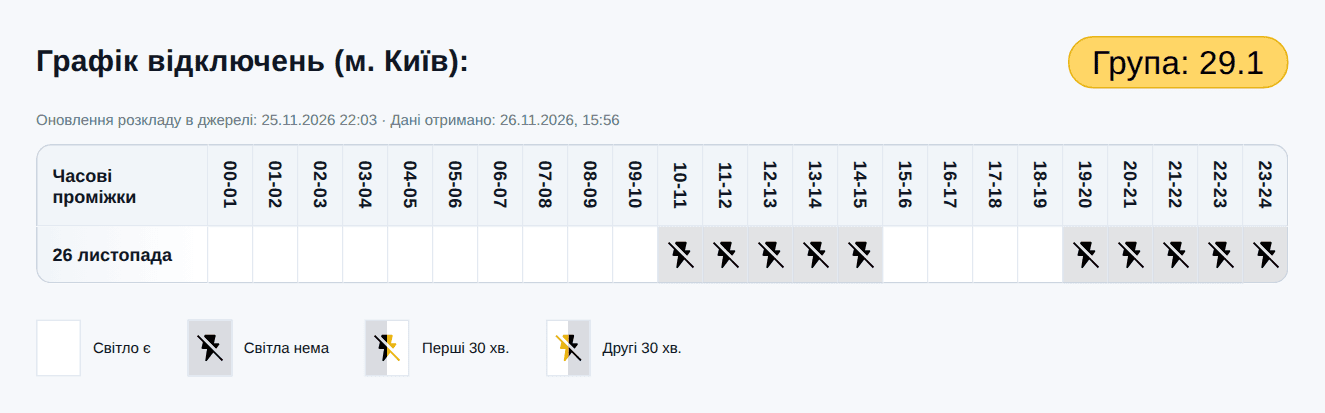 Графік відключень (м. Київ):
Група: 29.1
Оновлення розкладу в джерелі: 25.11.2026 22:03 · Дані отримано: 26.11.2026, 15:56
Часові
проміжки
00-01
01-02
02-03
03-04
04-05
05-06
06-07
07-08
08-09
09-10
10-11
11-12
12-13
13-14
14-15
15-16
16-17
17-18
18-19
19-20
20-21
21-22
22-23
23-24
26 листопада
Світло є
Світла нема
Перші 30 хв.
Другі 30 хв.